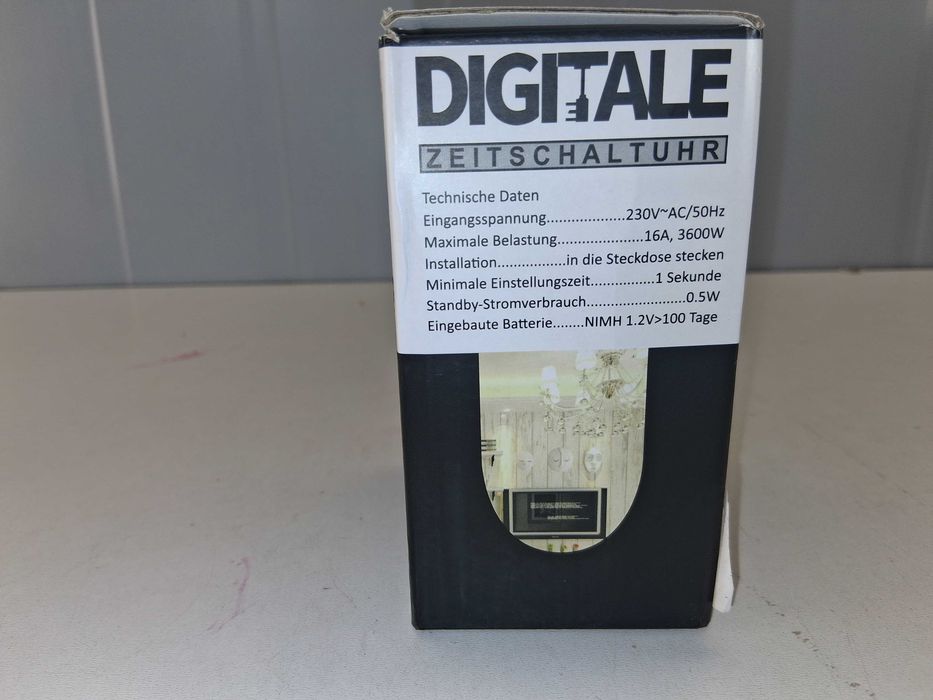 DIGITALE
ZEITSCHALTUHR
Technische Daten
Eingangsspannung...................230V~AC/50Hz
Maximale Belastung.....................16A, 3600W
Installation.................in die Steckdose stecken
Minimale Einstellungszeit................1 Sekunde
Standby-Stromverbrauch........................0.5W
Eingebaute Batterie........NIMH 1.2V>100 Tage